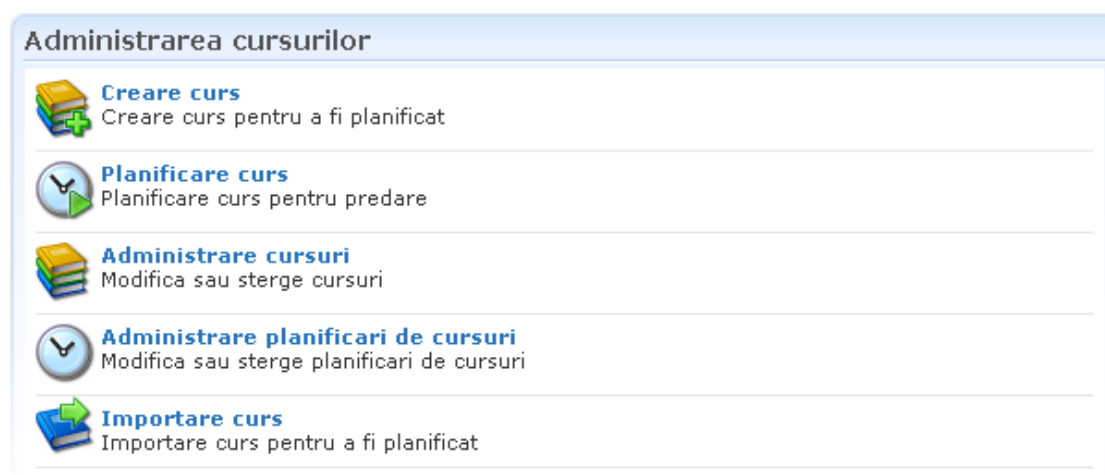 Administrarea cursurilor
Creare curs
Creare curs pentru a fi planificat
Planificare curs
Planificare curs pentru predare
Administrare cursuri
Modifica sau sterge cursuri
Administrare planificari de cursuri
Modifica sau sterge planificari de cursuri
Importare curs
Importare curs pentru a fi planificat